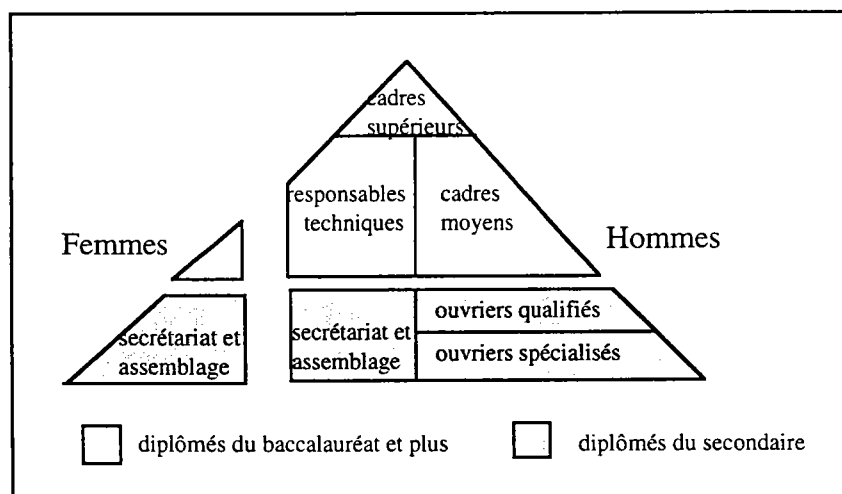 cadres
supérieurs
responsables
techniques
cadres
moyens
Femmes
Hommes
secrétariat et
assemblage
secrétariat et
assemblage
ouvriers qualifiés
ouvriers spécialisés
diplômés du baccalauréat et plus
diplômés du secondaire